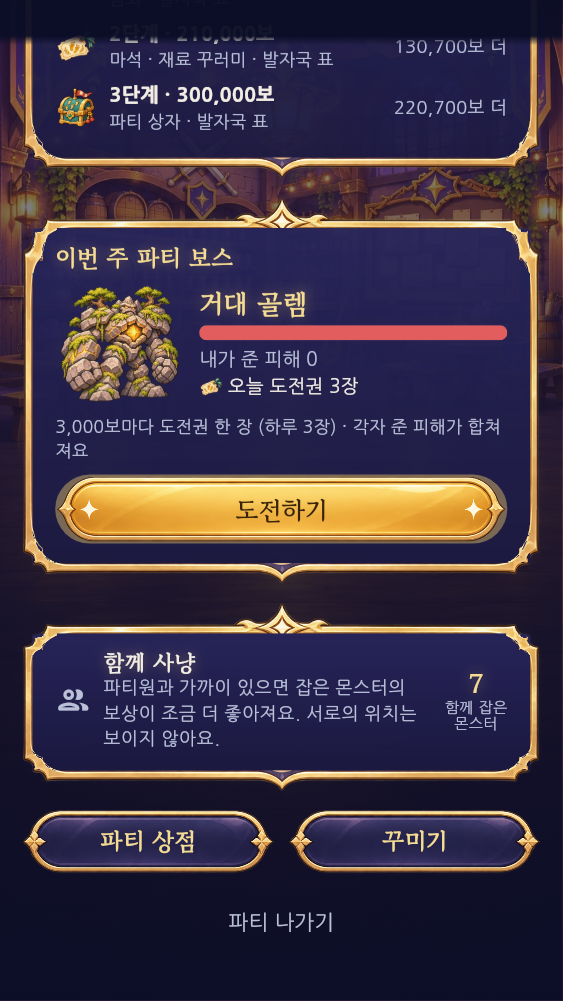 2단계 · 210,000보
130,700보 더
마석 · 재료 꾸러미 · 발자국 표
3단계 · 300,000보
220,700보 더
파티 상자 · 발자국 표
이번 주 파티 보스
거대 골렘
내가 준 피해 0
오늘 도전권 3장
3,000보마다 도전권 한 장 (하루 3장) · 각자 준 피해가 합쳐
져요
도전하기
함께 사냥
파티원과 가까이 있으면 잡은 몬스터의
보상이 조금 더 좋아져요. 서로의 위치는
보이지 않아요.
7
함께 잡은
몬스터
파티 상점
꾸미기
파티 나가기